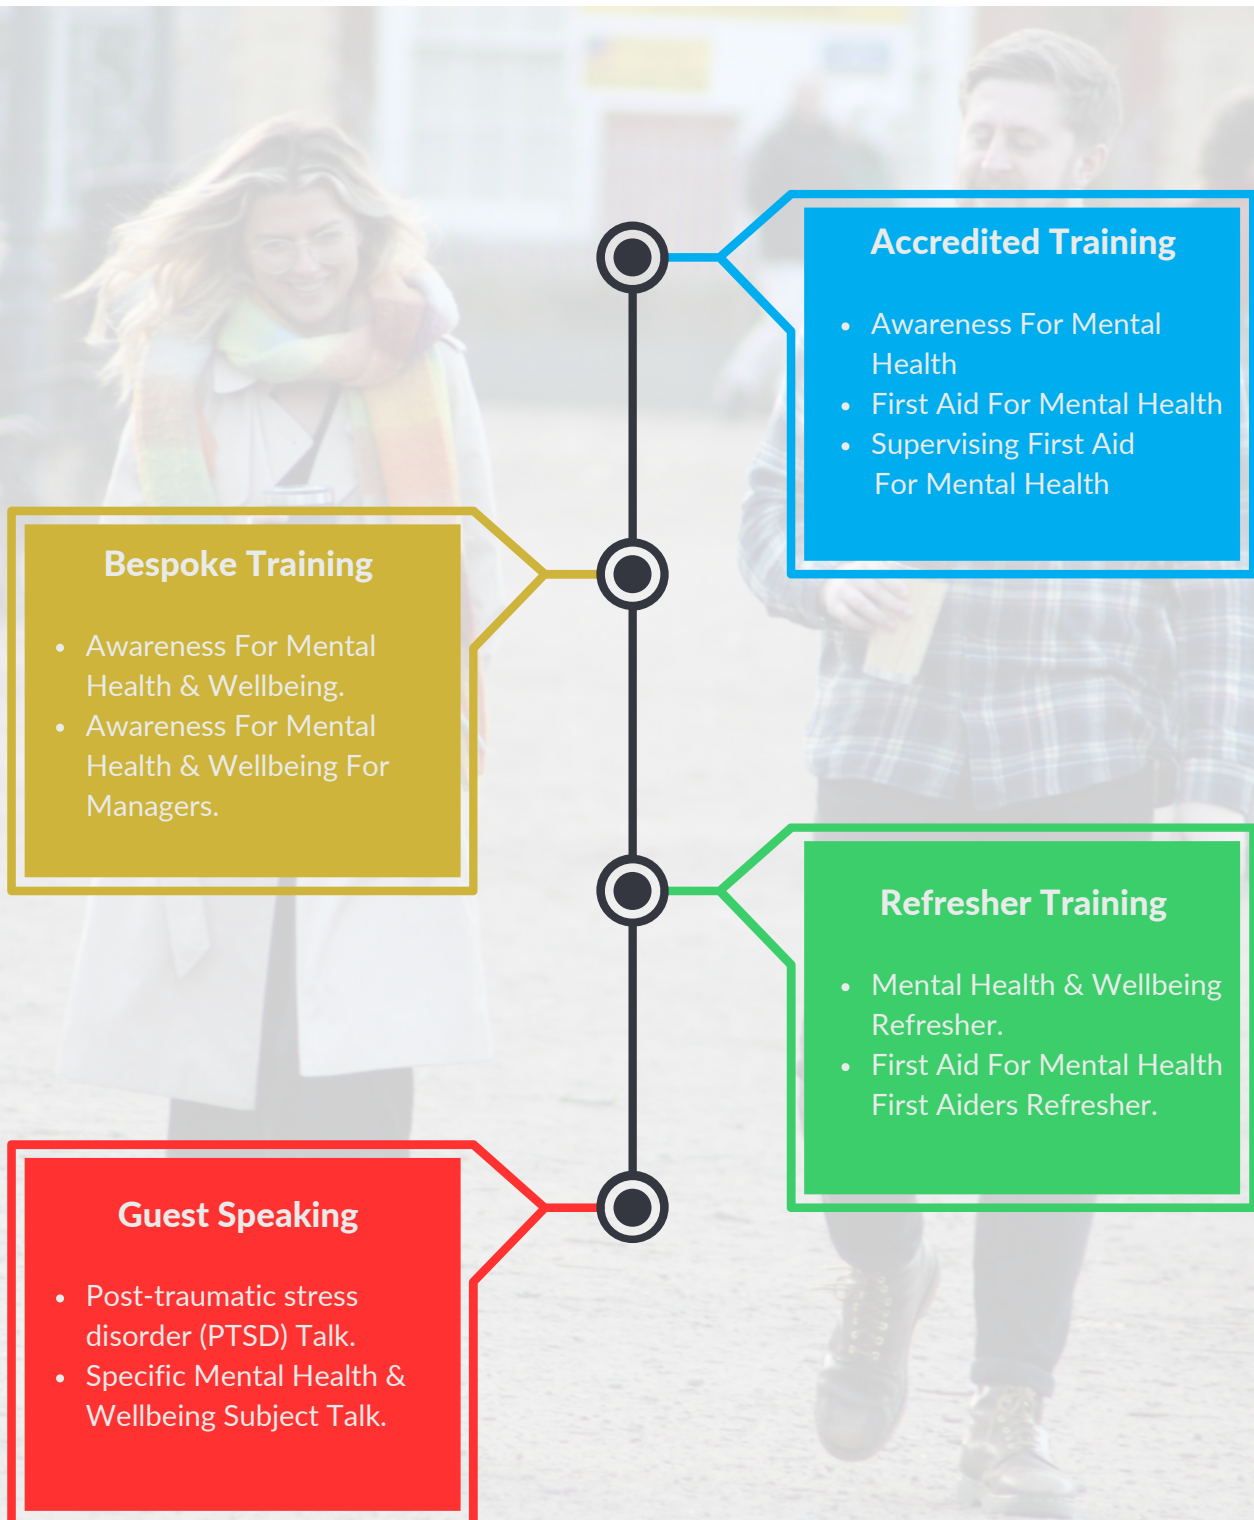 Accredited Training
• Awareness For Mental
Health
• First Aid For Mental Health
• Supervising First Aid
For Mental Health
Bespoke Training
• Awareness For Mental
Health & Wellbeing.
• Awareness For Mental
Health & Wellbeing For
Managers.
Refresher Training
• Mental Health & Wellbeing
Refresher.
• First Aid For Mental Health
First Aiders Refresher.
Guest Speaking
• Post-traumatic stress
disorder (PTSD) Talk.
• Specific Mental Health &
Wellbeing Subject Talk.